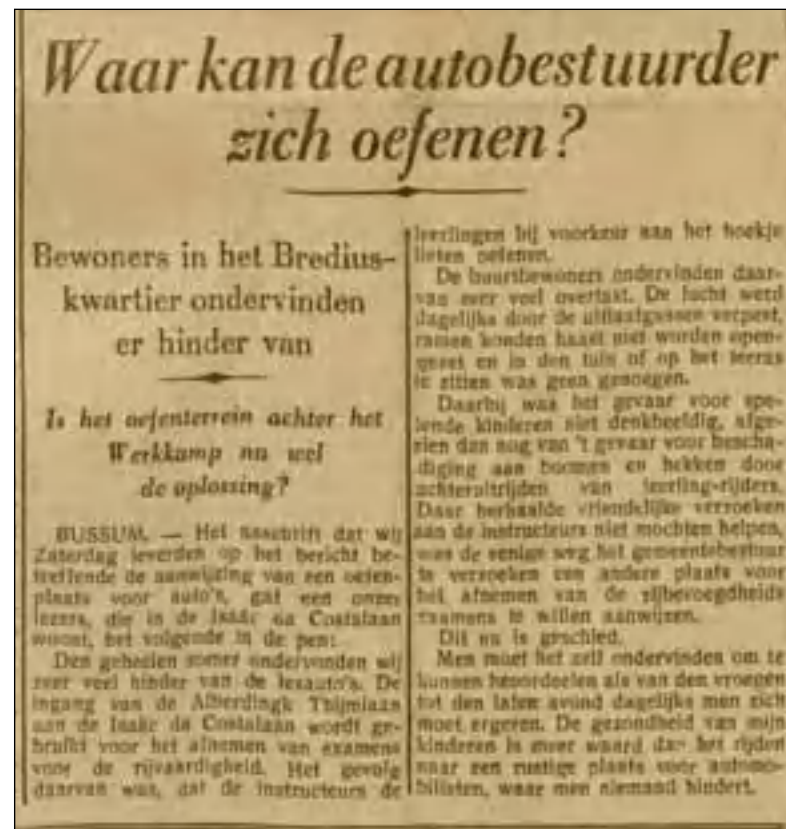 Waar kan de autobestuurder
zich oefenen?
Bewoners in het Bredius-
kwartier ondervinden
er hinder van
Is het oefenterrein achter het
Werkkamp nu wel
de oplossing?
BUSSUM. — Het naschrift dat wij
Zaterdag leverden op het bericht be-
treffende de aanwijzing van een oefen-
plaats voor auto's, gaf een onzer
lezers, die in de Isaäc da Costalaan
woont, het volgende in de pen:
Den geheelen zomer ondervonden wij
zeer veel hinder van de lesauto's. De
ingang van de Alberdingk Thijmlaan
aan de Isaäc da Costalaan wordt ge-
bruikt voor het afnemen van examens
voor de rijvaardigheid. Het gevolg
daarvan was, dat de instructeurs de
leerlingen bij voorkeur aan het hoekje
lieten oefenen.
De buurtbewoners ondervinden daar-
van zeer veel overlast. De lucht werd
dagelijks door de uitlaatgassen verpest,
ramen konden haast niet worden open-
gezet en in den tuin of op het terras
te zitten was geen genoegen.
Daarbij was het gevaar voor spe-
lende kinderen niet denkbeeldig, afge-
zien dan nog van 't gevaar voor bescha-
diging aan boomen en hekken door
achteruitrijden van leerling-rijders.
Daar herhaalde vriendelijke verzoeken
aan de instructeurs niet mochten helpen,
was de eenige weg het gemeentebestuur
te verzoeken een andere plaats voor
het afnemen van de rijbevoegdheids
examens te willen aanwijzen.
Dit nu is geschied.
Men moet het zelf ondervinden om te
kunnen beoordeelen als van den vroegen
tot den laten avond dagelijks men zich
moet ergeren. De gezondheid van mijn
kinderen is meer waard dan het rijden
naar een rustige plaats voor automo-
bilisten, waar men niemand hindert.